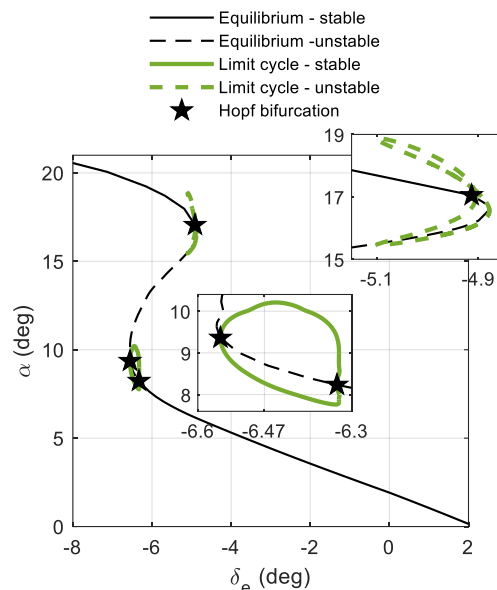 Equilibrium - stable
Equilibrium -unstable
Limit cycle - stable
Limit cycle - unstable
Hopf bifurcation
19
17
15
-5.1 -4.9
20
15
10
5
0
α (deg)
10
9
8
-6.6 -6.47 -6.3
-8 -6 -4 -2 0 2
δe (deg)